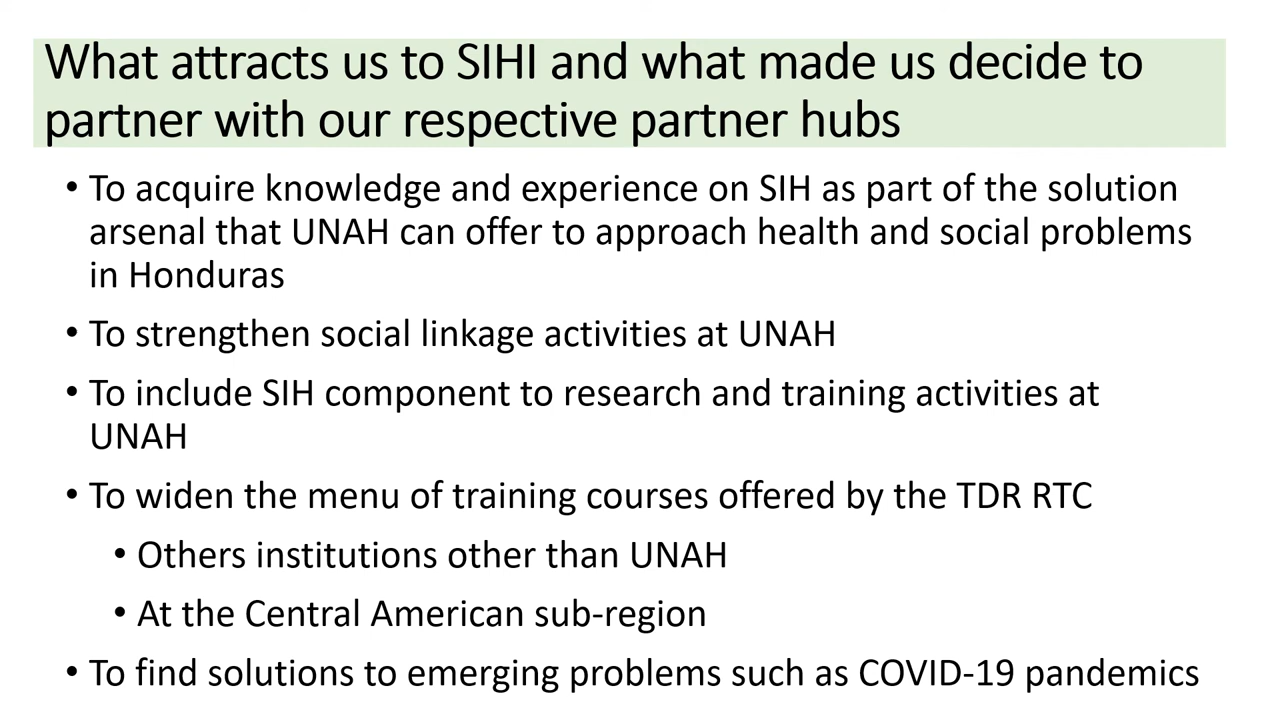 What attracts us to SIHI and what made us decide to
partner with our respective partner hubs
• To acquire knowledge and experience on SIH as part of the solution
arsenal that UNAH can offer to approach health and social problems
in Honduras
• To strengthen social linkage activities at UNAH
• To include SIH component to research and training activities at
UNAH
• To widen the menu of training courses offered by the TDR RTC
• Others institutions other than UNAH
• At the Central American sub-region
• To find solutions to emerging problems such as COVID-19 pandemics